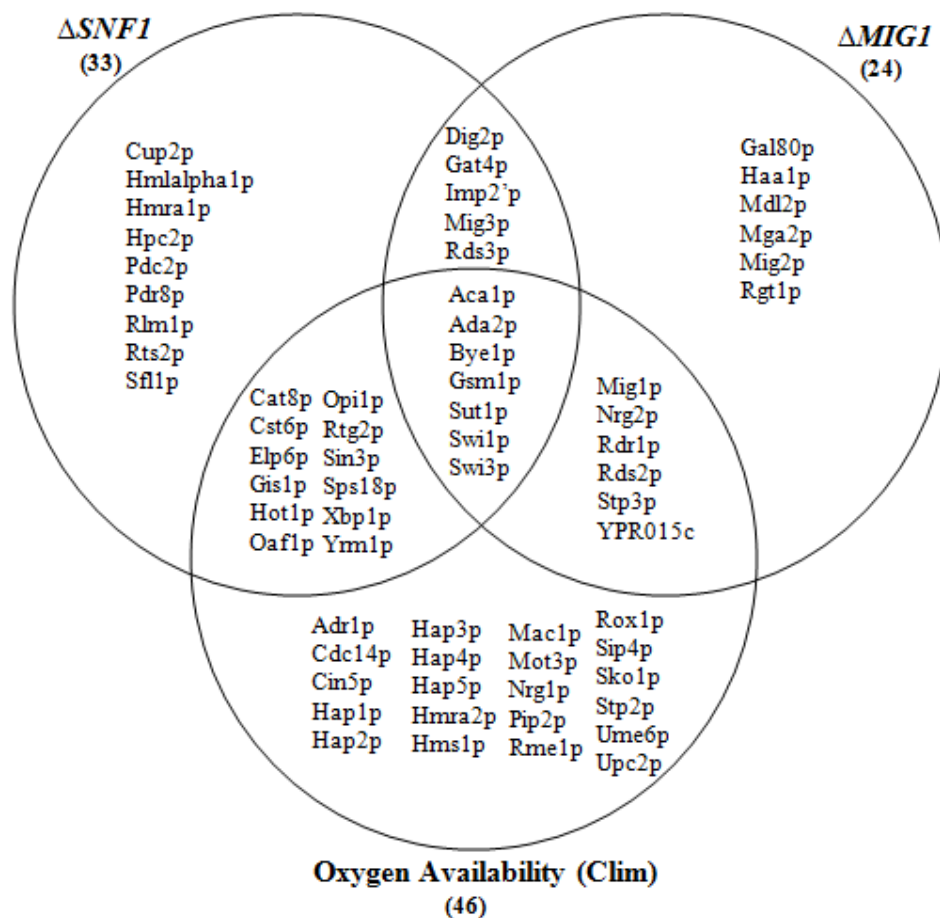 ΔSNF1
(33)
ΔMIG1
(24)
Cup2p
Hmlalpha1p
Hmra1p
Hpc2p
Pdc2p
Pdr8p
Rlm1p
Rts2p
Sfl1p
Dig2p
Gat4p
Imp2’p
Mig3p
Rds3p
Gal80p
Haa1p
Mdl2p
Mga2p
Mig2p
Rgt1p
Aca1p
Ada2p
Bye1p
Gsm1p
Sut1p
Swi1p
Swi3p
Cat8p
Cst6p
Elp6p
Gis1p
Hot1p
Oaf1p
Opi1p
Rtg2p
Sin3p
Sps18p
Xbp1p
Yrm1p
Mig1p
Nrg2p
Rdr1p
Rds2p
Stp3p
YPR015c
Adr1p
Cdc14p
Cin5p
Hap1p
Hap2p
Hap3p
Hap4p
Hap5p
Hmra2p
Hms1p
Mac1p
Mot3p
Nrg1p
Pip2p
Rme1p
Rox1p
Sip4p
Sko1p
Stp2p
Ume6p
Upc2p
Oxygen Availability (Clim)
(46)